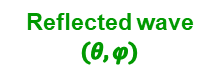 Reflected wave
(𝜽, 𝝋)